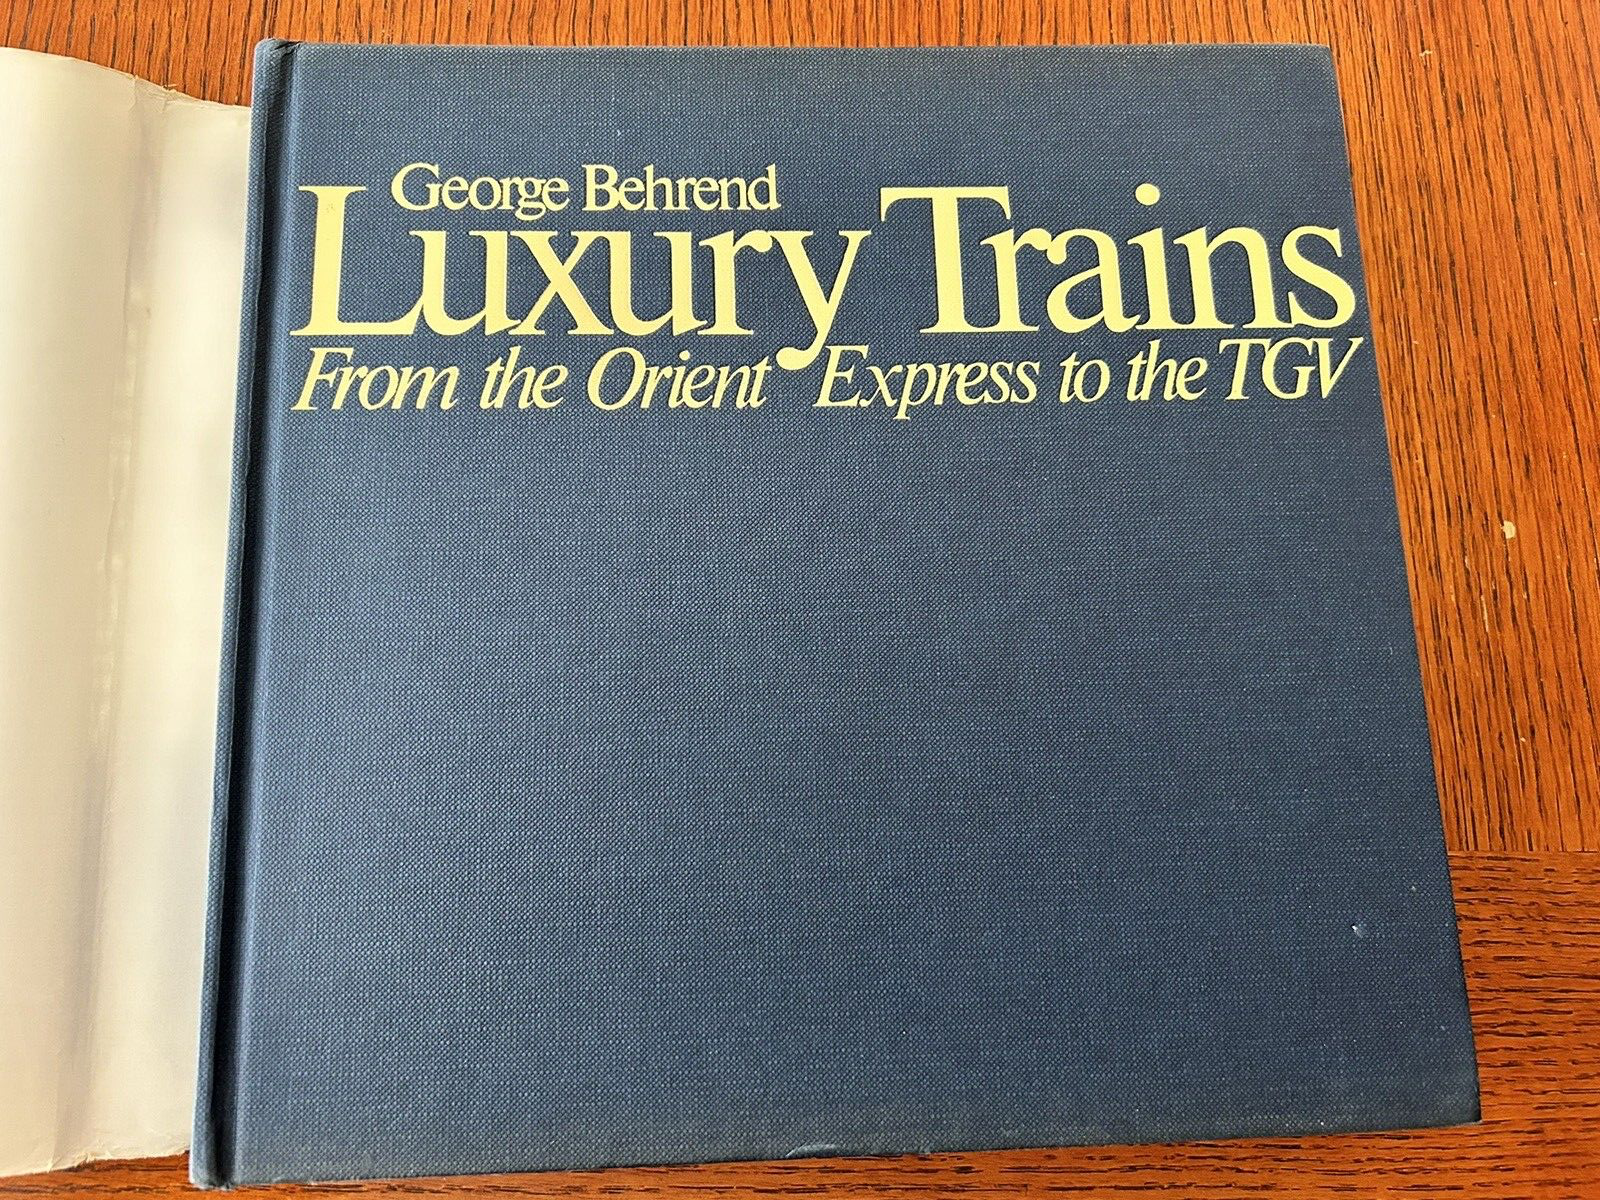 George Behrend
Luxury Trains
From the Orient Express to the TGV